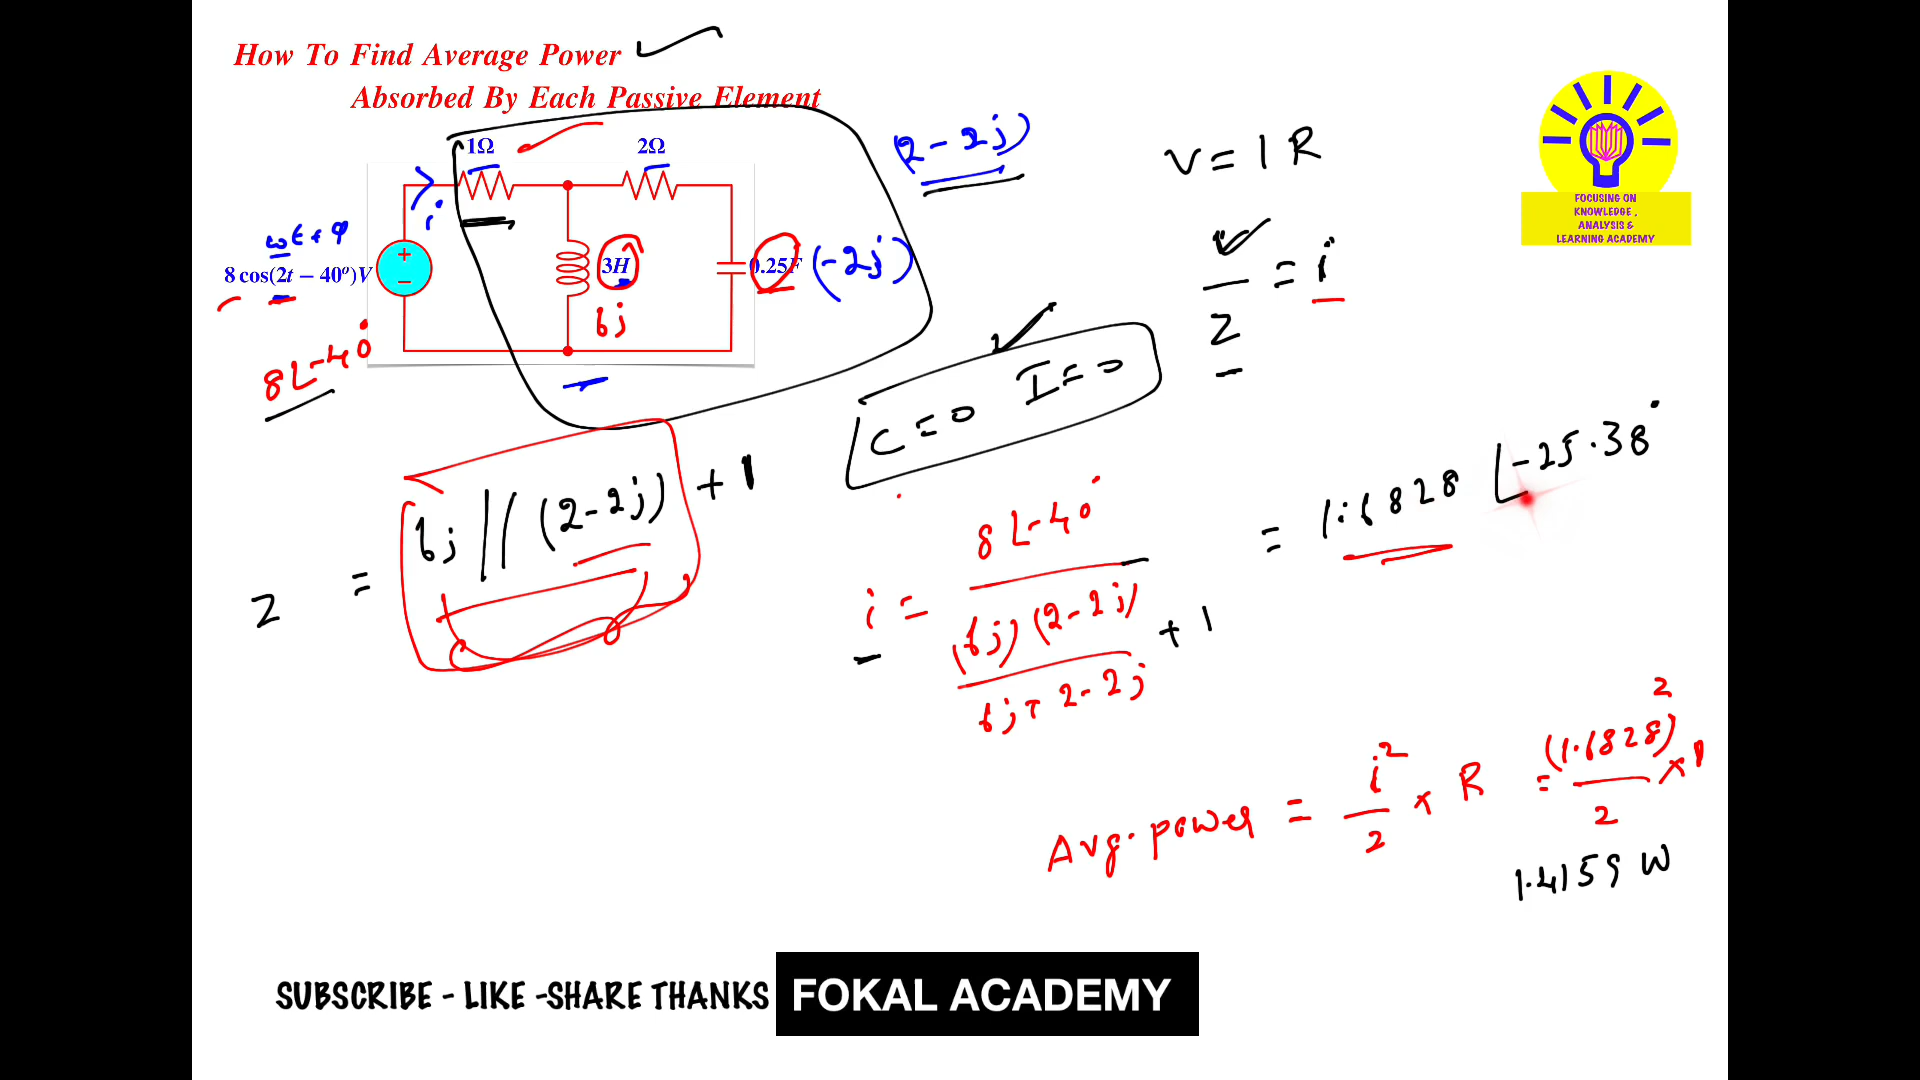 How To Find Average Power
Absorbed By Each Passive Element
1Ω
2Ω
(2-2j)
V = I R
FOCUSING ON
KNOWLEDGE ,
ANALYSIS &
LEARNING ACADEMY
ωt+φ
i
8 cos(2t − 40º)V
+
−
3H
0.25F
(-2j)
6j
8∟-40°
V/Z = i
C=0 I=0
Z = 6j || (2-2j) + 1
i = 8∟-40° / ((6j)(2-2j) / (6j+2-2j) + 1) = 1.6828 ∟-25.38°
Avg. power = i²/2 × R = (1.6828)²/2 × 1
1.4159 W
SUBSCRIBE - LIKE -SHARE THANKS
FOKAL ACADEMY